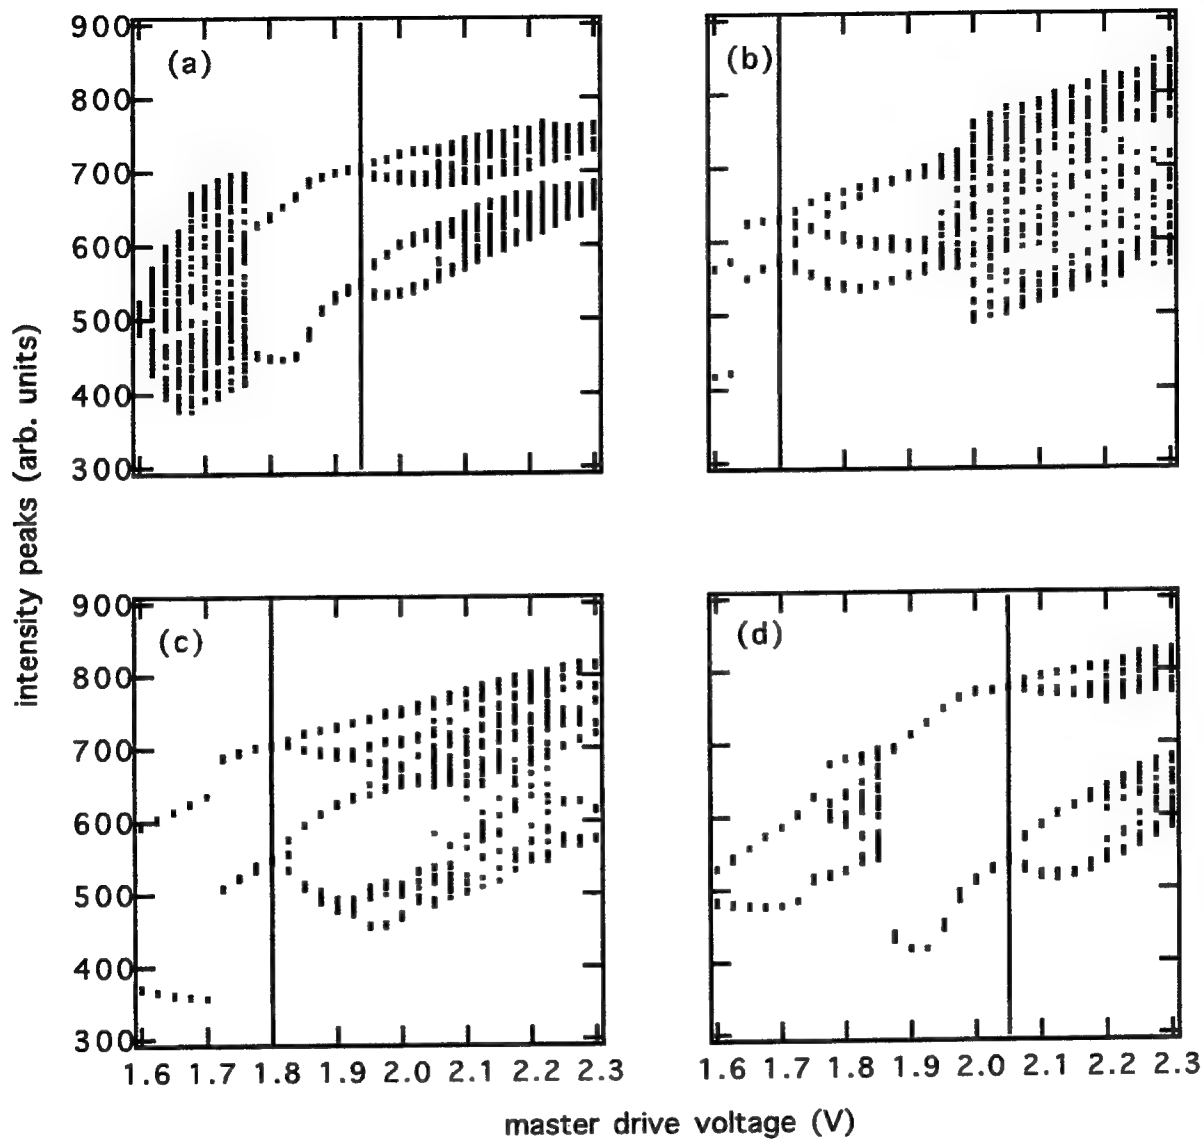 900
(a)
(b)
800
700
600
500
400
300
intensity peaks (arb. units)
900
(c)
(d)
800
700
600
500
400
300
1.6 1.7 1.8 1.9 2.0 2.1 2.2 2.3
1.6 1.7 1.8 1.9 2.0 2.1 2.2 2.3
master drive voltage (V)